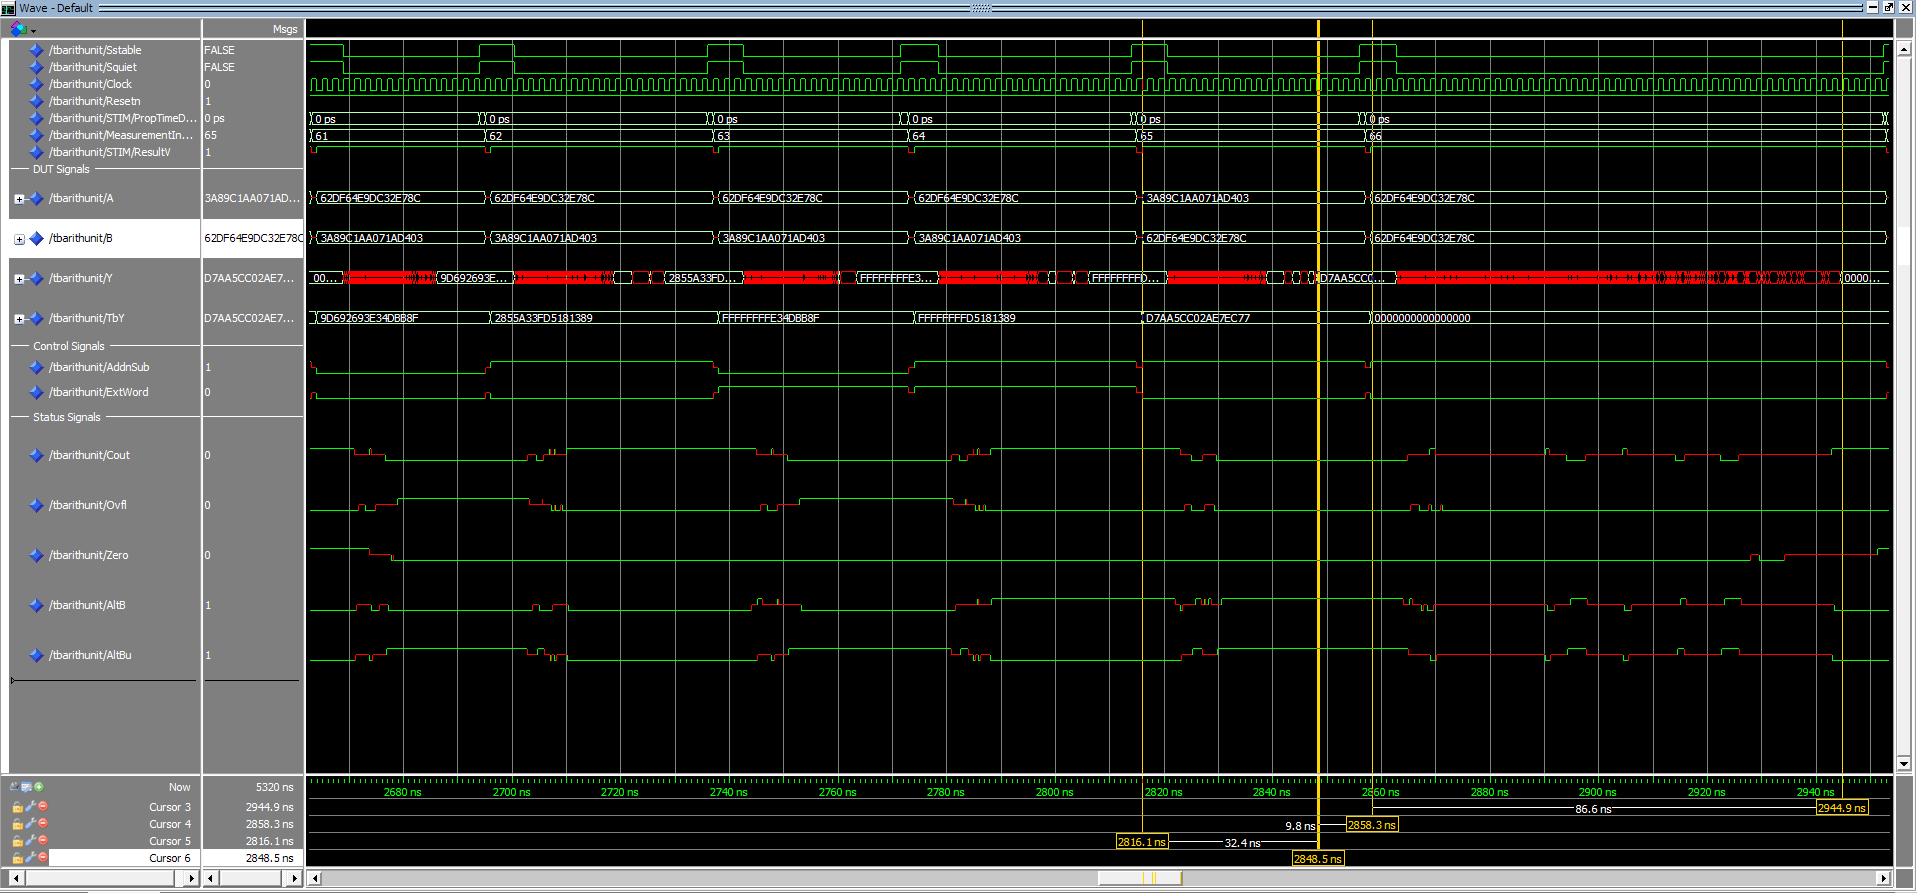 Wave - Default
Msgs
/tbarithunit/Sstable FALSE
/tbarithunit/Squiet FALSE
/tbarithunit/Clock 0
/tbarithunit/Resetn 1
/tbarithunit/STIM/PropTimeD... 0 ps 0 ps 0 ps 0 ps 0 ps 0 ps 0 ps
/tbarithunit/MeasurementIn... 65 61 62 63 64 65 66
/tbarithunit/STIM/ResultV 1
DUT Signals
/tbarithunit/A 3A89C1AA071AD... 62DF64E9DC32E78C 62DF64E9DC32E78C 62DF64E9DC32E78C 62DF64E9DC32E78C 3A89C1AA071AD403 62DF64E9DC32E78C
/tbarithunit/B 62DF64E9DC32E78C 3A89C1AA071AD403 3A89C1AA071AD403 3A89C1AA071AD403 3A89C1AA071AD403 62DF64E9DC32E78C 62DF64E9DC32E78C
/tbarithunit/Y D7AA5CC02AE7... 00... 9D692693E... 2855A33FD... FFFFFFFFE3... FFFFFFFFD... D7AA5CC0... 0000...
/tbarithunit/TbY D7AA5CC02AE7... 9D692693E34DBB8F 2855A33FD5181389 FFFFFFFFE34DBB8F FFFFFFFFD5181389 D7AA5CC02AE7EC77 0000000000000000
Control Signals
/tbarithunit/AddnSub 1
/tbarithunit/ExtWord 0
Status Signals
/tbarithunit/Cout 0
/tbarithunit/Ovfl 0
/tbarithunit/Zero 0
/tbarithunit/AltB 1
/tbarithunit/AltBu 1
Now 5320 ns 2680 ns 2700 ns 2720 ns 2740 ns 2760 ns 2780 ns 2800 ns 2820 ns 2840 ns 2860 ns 2880 ns 2900 ns 2920 ns 2940 ns
Cursor 3 2944.9 ns 86.6 ns 2944.9 ns
Cursor 4 2858.3 ns 9.8 ns 2858.3 ns
Cursor 5 2816.1 ns 2816.1 ns 32.4 ns
Cursor 6 2848.5 ns 2848.5 ns